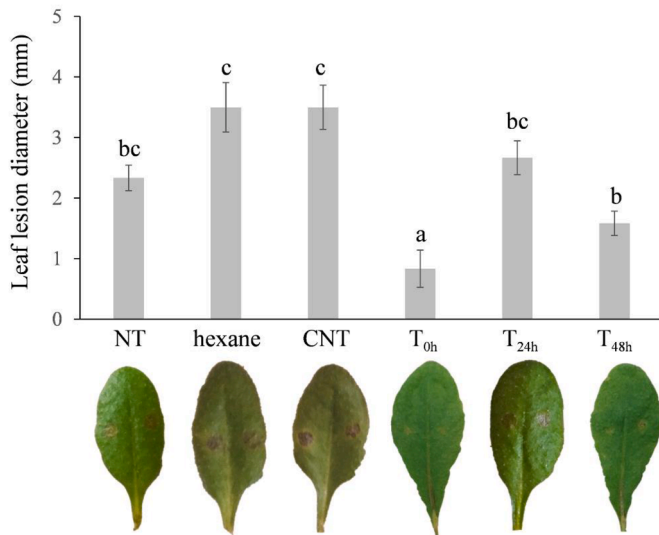 Leaf lesion diameter (mm)
5
4
3
2
1
0
bc
c
c
a
bc
b
NT hexane CNT T0h T24h T48h